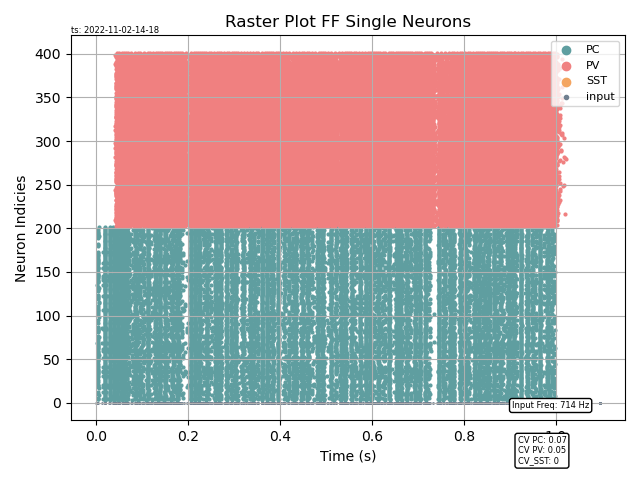 Raster Plot FF Single Neurons
ts: 2022-11-02-14-18
PC
PV
SST
input
Neuron Indicies
400
350
300
250
200
150
100
50
0
Input Freq: 714 Hz
0.0 0.2 0.4 0.6 0.8 1.0
CV PC: 0.07
CV PV: 0.05
CV_SST: 0
Time (s)